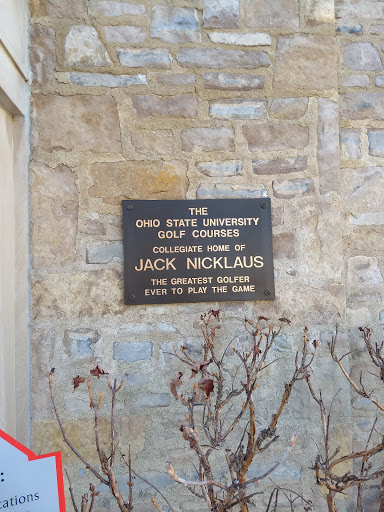 THE
OHIO STATE UNIVERSITY
GOLF COURSES
COLLEGIATE HOME OF
JACK NICKLAUS
THE GREATEST GOLFER
EVER TO PLAY THE GAME
:
cations